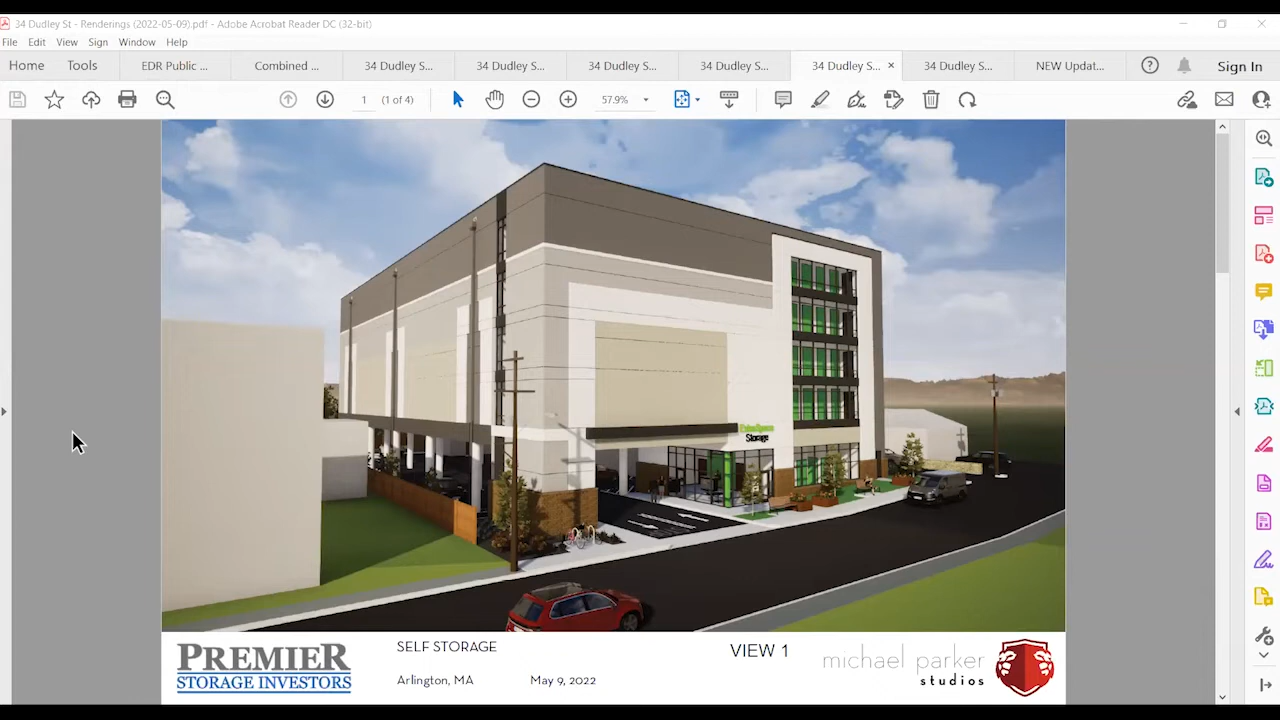 34 Dudley St - Renderings (2022-05-09).pdf - Adobe Acrobat Reader DC (32-bit)
File Edit View Sign Window Help
Home Tools EDR Public ... Combined ... 34 Dudley S... 34 Dudley S... 34 Dudley S... 34 Dudley S... 34 Dudley S... × 34 Dudley S... NEW Updat... Sign In
1 (1 of 4) 57.9%
Storage
PREMIER
STORAGE INVESTORS
SELF STORAGE
Arlington, MA May 9, 2022
VIEW 1
michael parker
studios